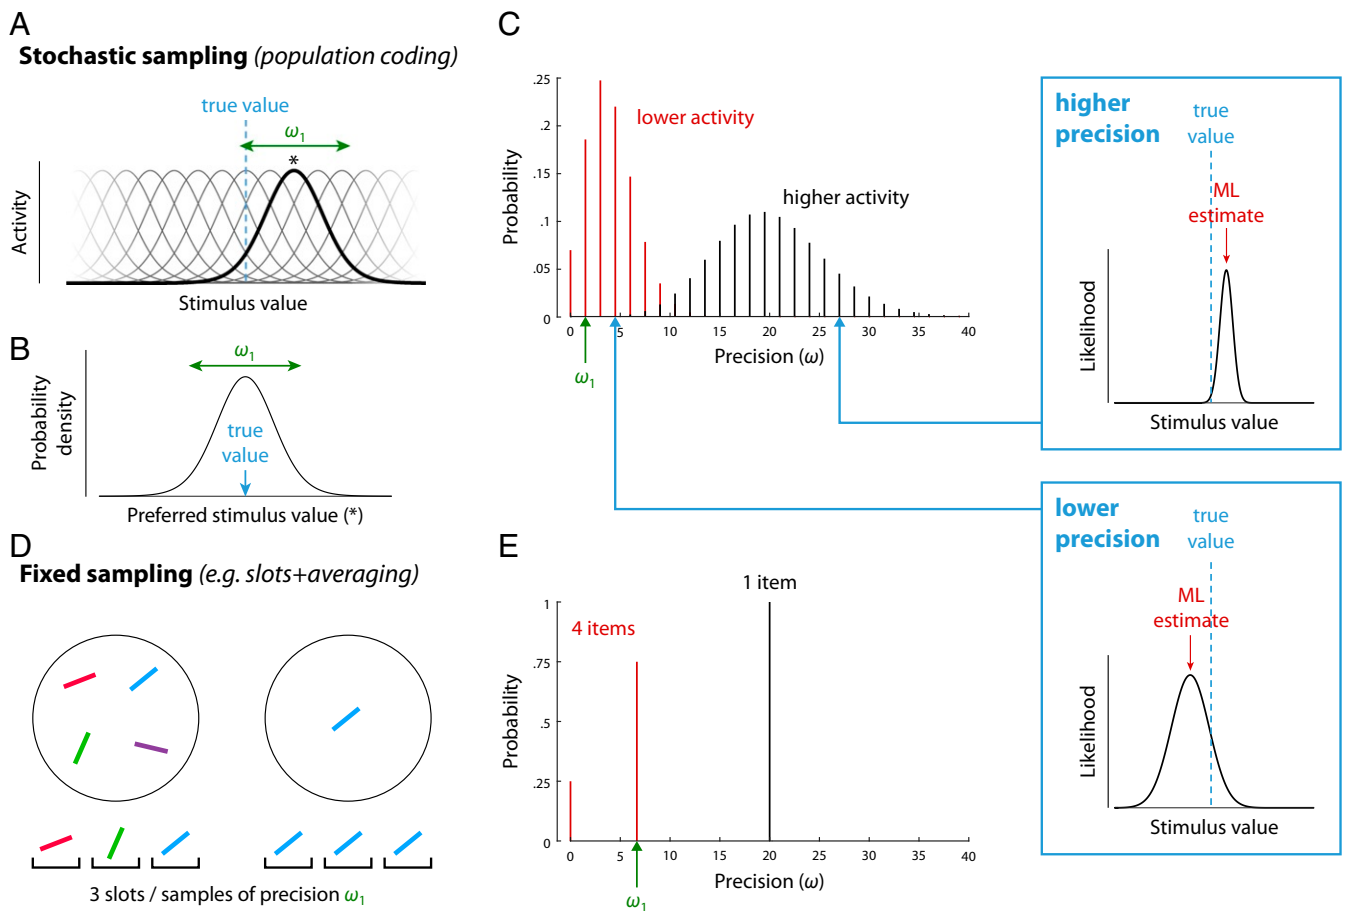 A
Stochastic sampling (population coding)
true value
ω1
*
Activity
Stimulus value
B
ω1
Probability
density
true
value
Preferred stimulus value (*)
C
.25
.2
.15
.1
.05
0
Probability
lower activity
higher activity
0 5 10 15 20 25 30 35 40
Precision (ω)
ω1
higher
precision
true
value
ML
estimate
Likelihood
Stimulus value
lower
precision
true
value
ML
estimate
Likelihood
Stimulus value
D
Fixed sampling (e.g. slots+averaging)
3 slots / samples of precision ω1
E
1 item
4 items
1
.75
.5
.25
0
Probability
0 5 10 15 20 25 30 35 40
Precision (ω)
ω1